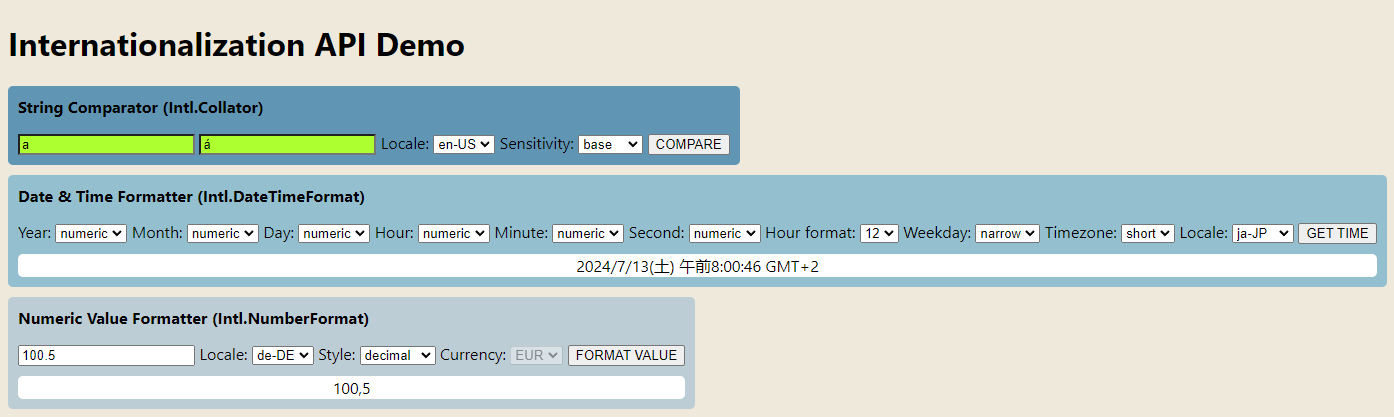 Internationalization API Demo
String Comparator (Intl.Collator)
a á Locale: en-US Sensitivity: base COMPARE
Date & Time Formatter (Intl.DateTimeFormat)
Year: numeric Month: numeric Day: numeric Hour: numeric Minute: numeric Second: numeric Hour format: 12 Weekday: narrow Timezone: short Locale: ja-JP GET TIME
2024/7/13(土) 午前8:00:46 GMT+2
Numeric Value Formatter (Intl.NumberFormat)
100.5 Locale: de-DE Style: decimal Currency: EUR FORMAT VALUE
100,5